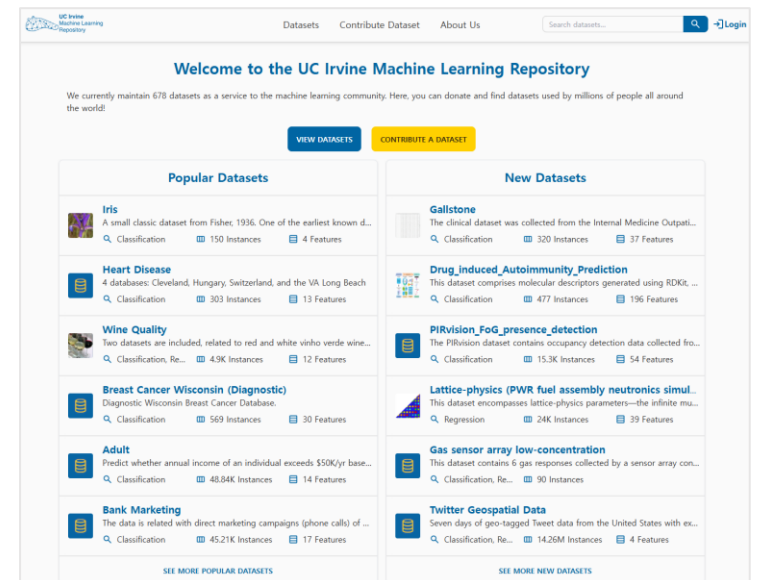 UC Irvine
Machine Learning
Repository
Datasets
Contribute Dataset
About Us
Search datasets...
Login
Welcome to the UC Irvine Machine Learning Repository
We currently maintain 678 datasets as a service to the machine learning community. Here, you can donate and find datasets used by millions of people all around
the world!
VIEW DATASETS
CONTRIBUTE A DATASET
Popular Datasets
Iris
A small classic dataset from Fisher, 1936. One of the earliest known d...
Classification 150 Instances 4 Features
Heart Disease
4 databases: Cleveland, Hungary, Switzerland, and the VA Long Beach
Classification 303 Instances 13 Features
Wine Quality
Two datasets are included, related to red and white vinho verde wine...
Classification, Re... 4.9K Instances 12 Features
Breast Cancer Wisconsin (Diagnostic)
Diagnostic Wisconsin Breast Cancer Database.
Classification 569 Instances 30 Features
Adult
Predict whether annual income of an individual exceeds $50K/yr base...
Classification 48.84K Instances 14 Features
Bank Marketing
The data is related with direct marketing campaigns (phone calls) of ...
Classification 45.21K Instances 17 Features
SEE MORE POPULAR DATASETS
New Datasets
Gallstone
The clinical dataset was collected from the Internal Medicine Outpati...
Classification 320 Instances 37 Features
Drug_induced_Autoimmunity_Prediction
This dataset comprises molecular descriptors generated using RDKit, ...
Classification 477 Instances 196 Features
PIRvision_FoG_presence_detection
The PIRvision dataset contains occupancy detection data collected fro...
Classification 15.3K Instances 54 Features
Lattice-physics (PWR fuel assembly neutronics simul...
This dataset encompasses lattice-physics parameters—the infinite mu...
Regression 24K Instances 39 Features
Gas sensor array low-concentration
This dataset contains 6 gas responses collected by a sensor array con...
Classification, Re... 90 Instances
Twitter Geospatial Data
Seven days of geo-tagged Tweet data from the United States with ex...
Classification, Re... 14.26M Instances 4 Features
SEE MORE NEW DATASETS